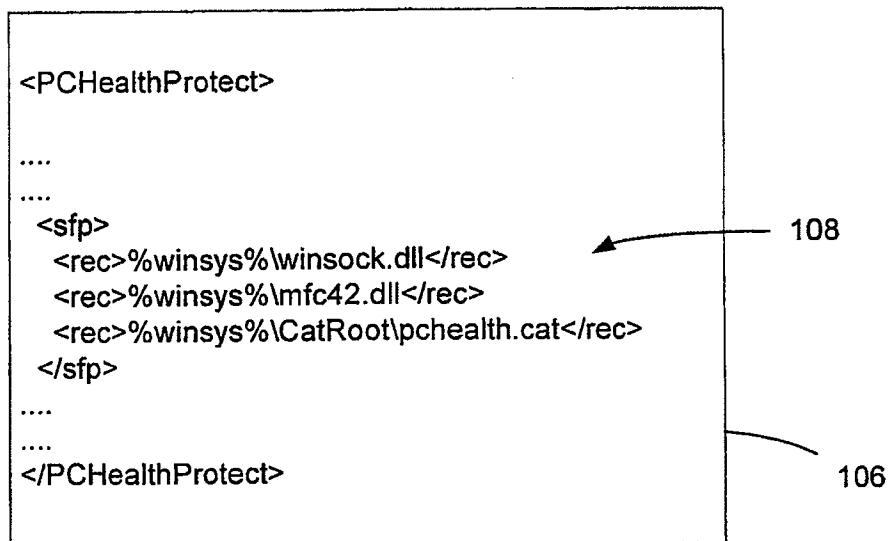 <PCHealthProtect>
....
....
<sfp>
<rec>%winsys%\winsock.dll</rec>
<rec>%winsys%\mfc42.dll</rec>
<rec>%winsys%\CatRoot\pchealth.cat</rec>
</sfp>
....
....
</PCHealthProtect>
108
106